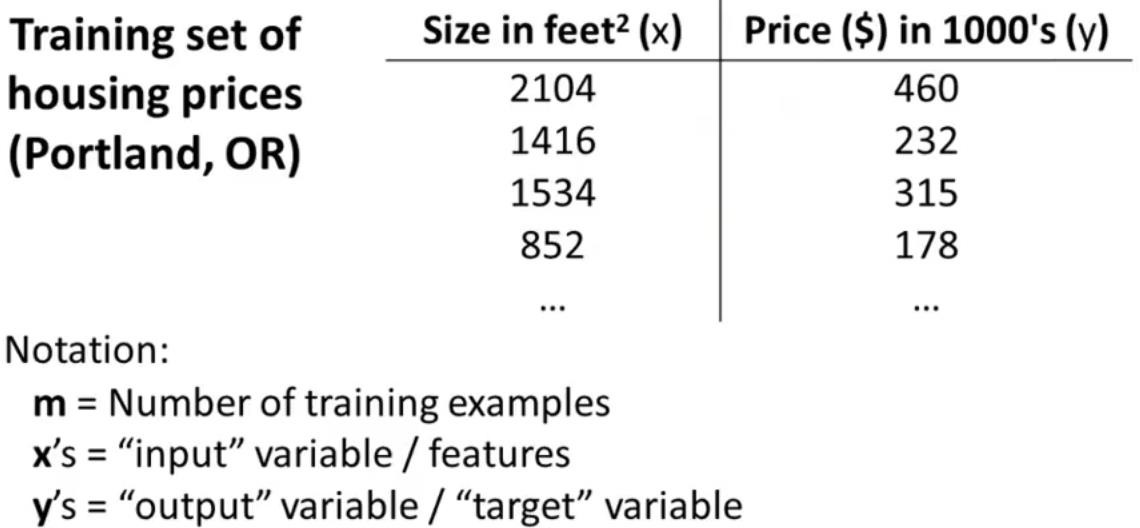 Training set of
housing prices
(Portland, OR)
Size in feet² (x) Price ($) in 1000's (y)
2104 460
1416 232
1534 315
852 178
... ...
Notation:
m = Number of training examples
x's = “input” variable / features
y's = “output” variable / “target” variable